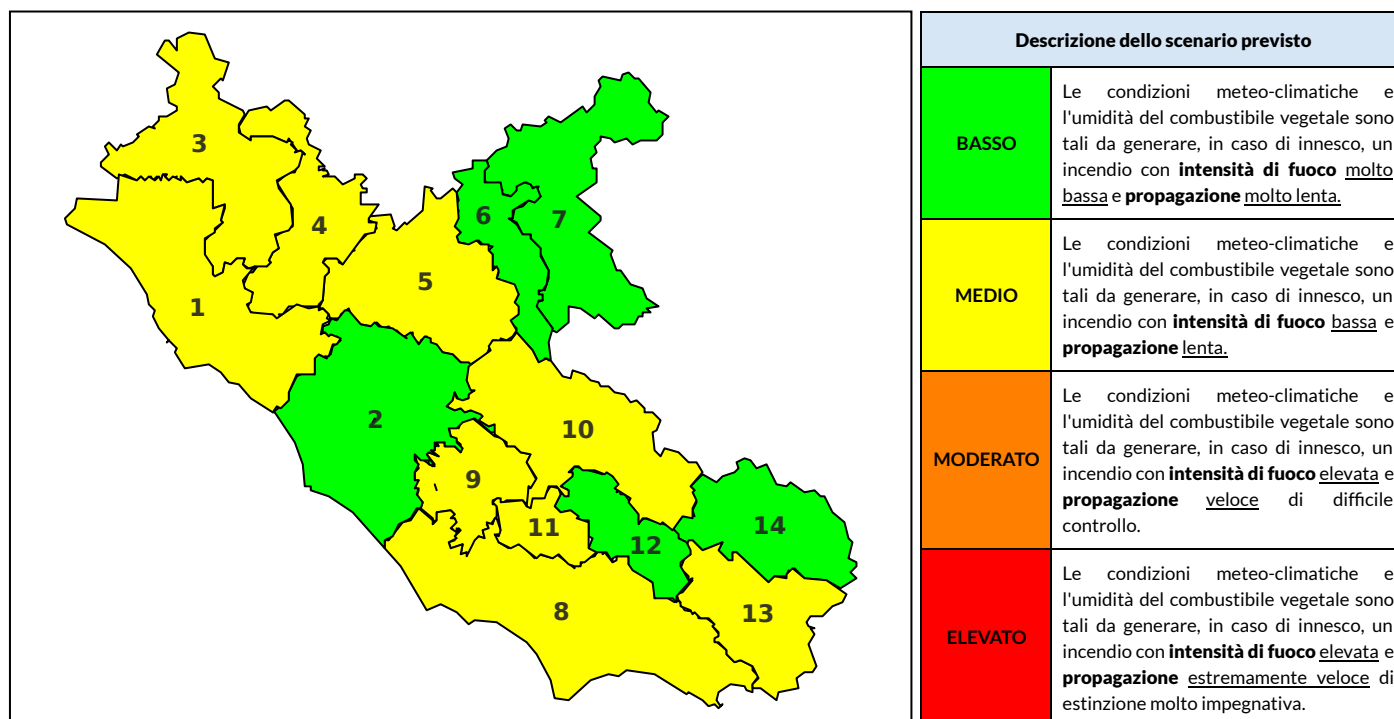 3
6
7
4
5
1
2
10
9
11
14
12
8
13
Descrizione dello scenario previsto
BASSO
Le condizioni meteo-climatiche e
l'umidità del combustibile vegetale sono
tali da generare, in caso di innesco, un
incendio con intensità di fuoco molto
bassa e propagazione molto lenta.
MEDIO
Le condizioni meteo-climatiche e
l'umidità del combustibile vegetale sono
tali da generare, in caso di innesco, un
incendio con intensità di fuoco bassa e
propagazione lenta.
MODERATO
Le condizioni meteo-climatiche e
l'umidità del combustibile vegetale sono
tali da generare, in caso di innesco, un
incendio con intensità di fuoco elevata e
propagazione veloce di difficile
controllo.
ELEVATO
Le condizioni meteo-climatiche e
l'umidità del combustibile vegetale sono
tali da generare, in caso di innesco, un
incendio con intensità di fuoco elevata e
propagazione estremamente veloce di
estinzione molto impegnativa.